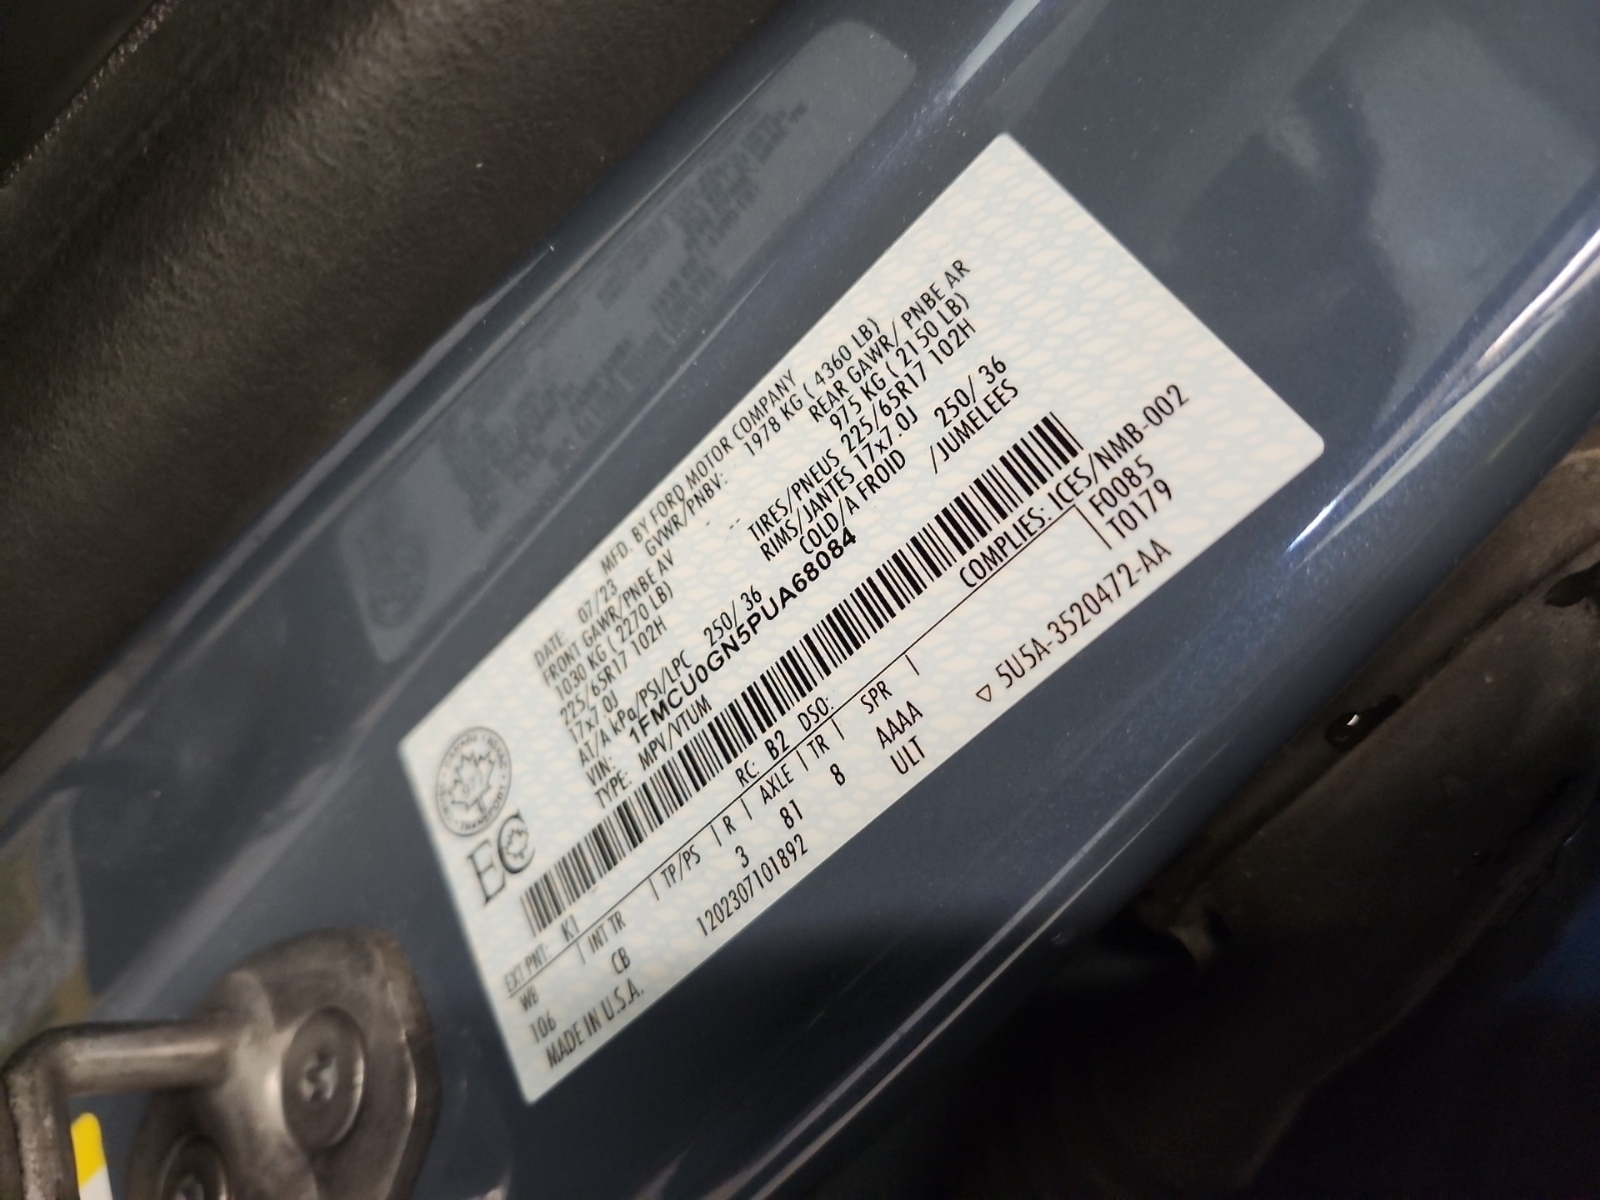 MFD. BY FORD MOTOR COMPANY
DATE: 07/23 GVWR/PNBV: 1978 KG ( 4360 LB)
FRONT GAWR/PNBE AV REAR GAWR/ PNBE AR
1030 KG ( 2270 LB) 975 KG ( 2150 LB)
225/65R17 102H TIRES/PNEUS 225/65R17 102H
17x7.0J RIMS/JANTES 17x7.0J
AT/A kPa/PSI/LPC 250/ 36 COLD/A FROID 250/ 36
VIN: 1FMCU0GN5PUA68084 /JUMELEES
TYPE: MPV/VTUM
COMPLIES: ICES/NMB-002
EXT PNT: K1 RC: B2 DSO: F0085
WB INT TR TP/PS R AXLE TR SPR T0179
106 CB 3 81 8 AAAA
ULT
MADE IN U.S.A. 1202307101892
▽ 5U5A-3520472-AA
EC